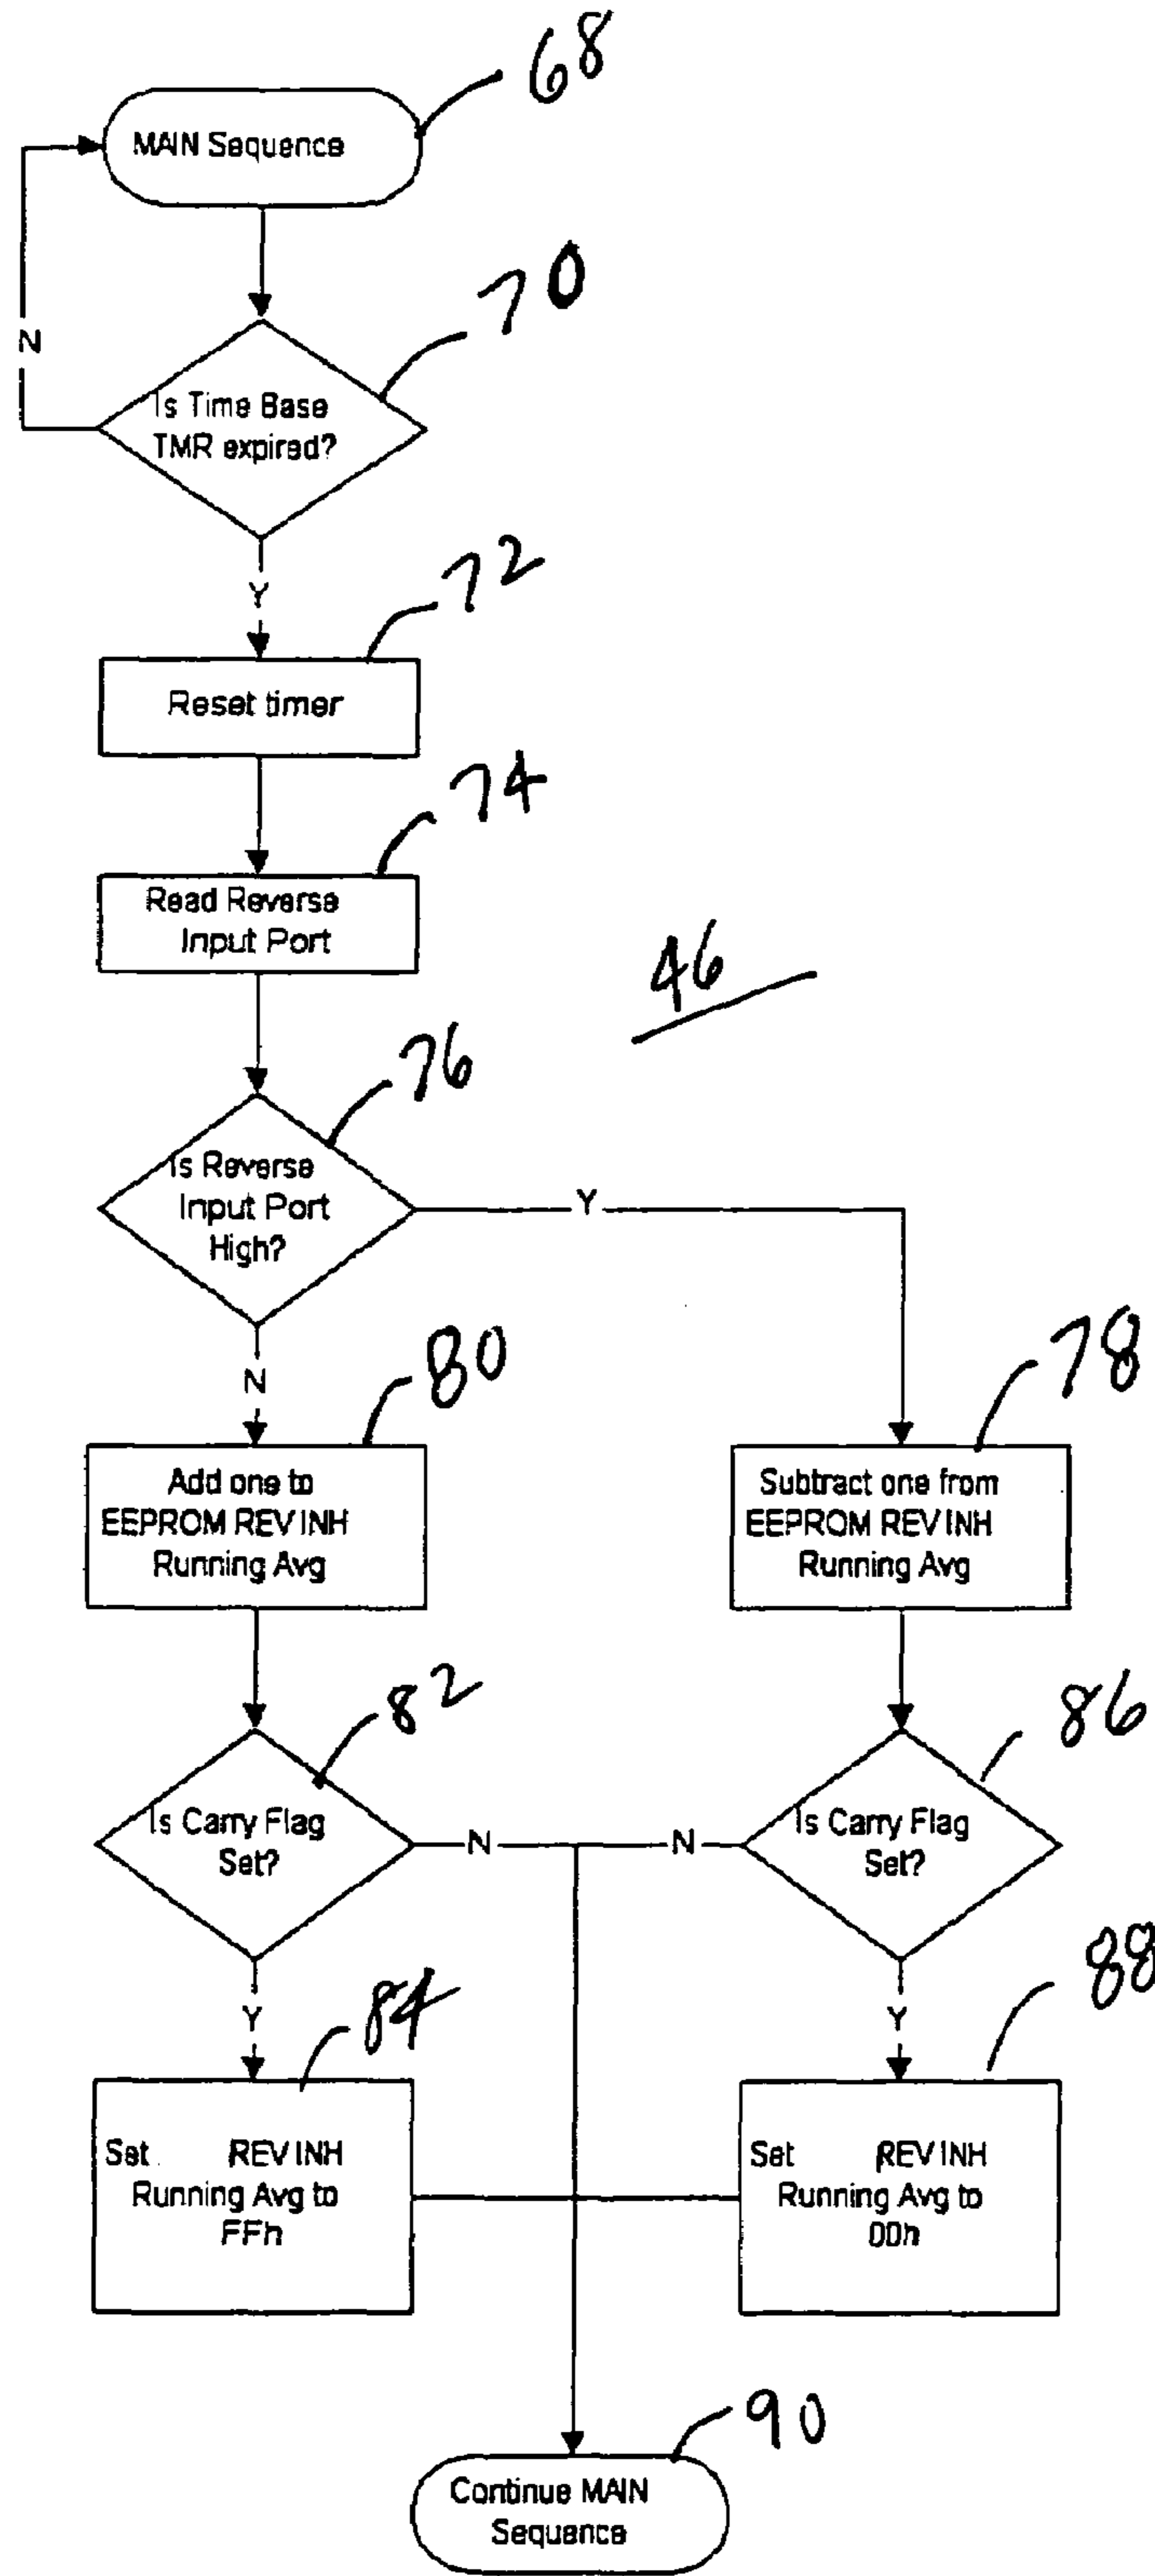 68
MAIN Sequence
70
N
Is Time Base
TMR expired?
72
Y
Reset timer
74
Read Reverse
Input Port
46
76
Is Reverse
Input Port
High?
Y
78
80
N
Add one to
EEPROM REV INH
Running Avg
Subtract one from
EEPROM REV INH
Running Avg
82
86
Is Carry Flag
Set?
N
N
Is Carry Flag
Set?
88
84
Y
Y
Set REV INH
Running Avg to
FFh
Set REV INH
Running Avg to
00h
90
Continue MAIN
Sequence